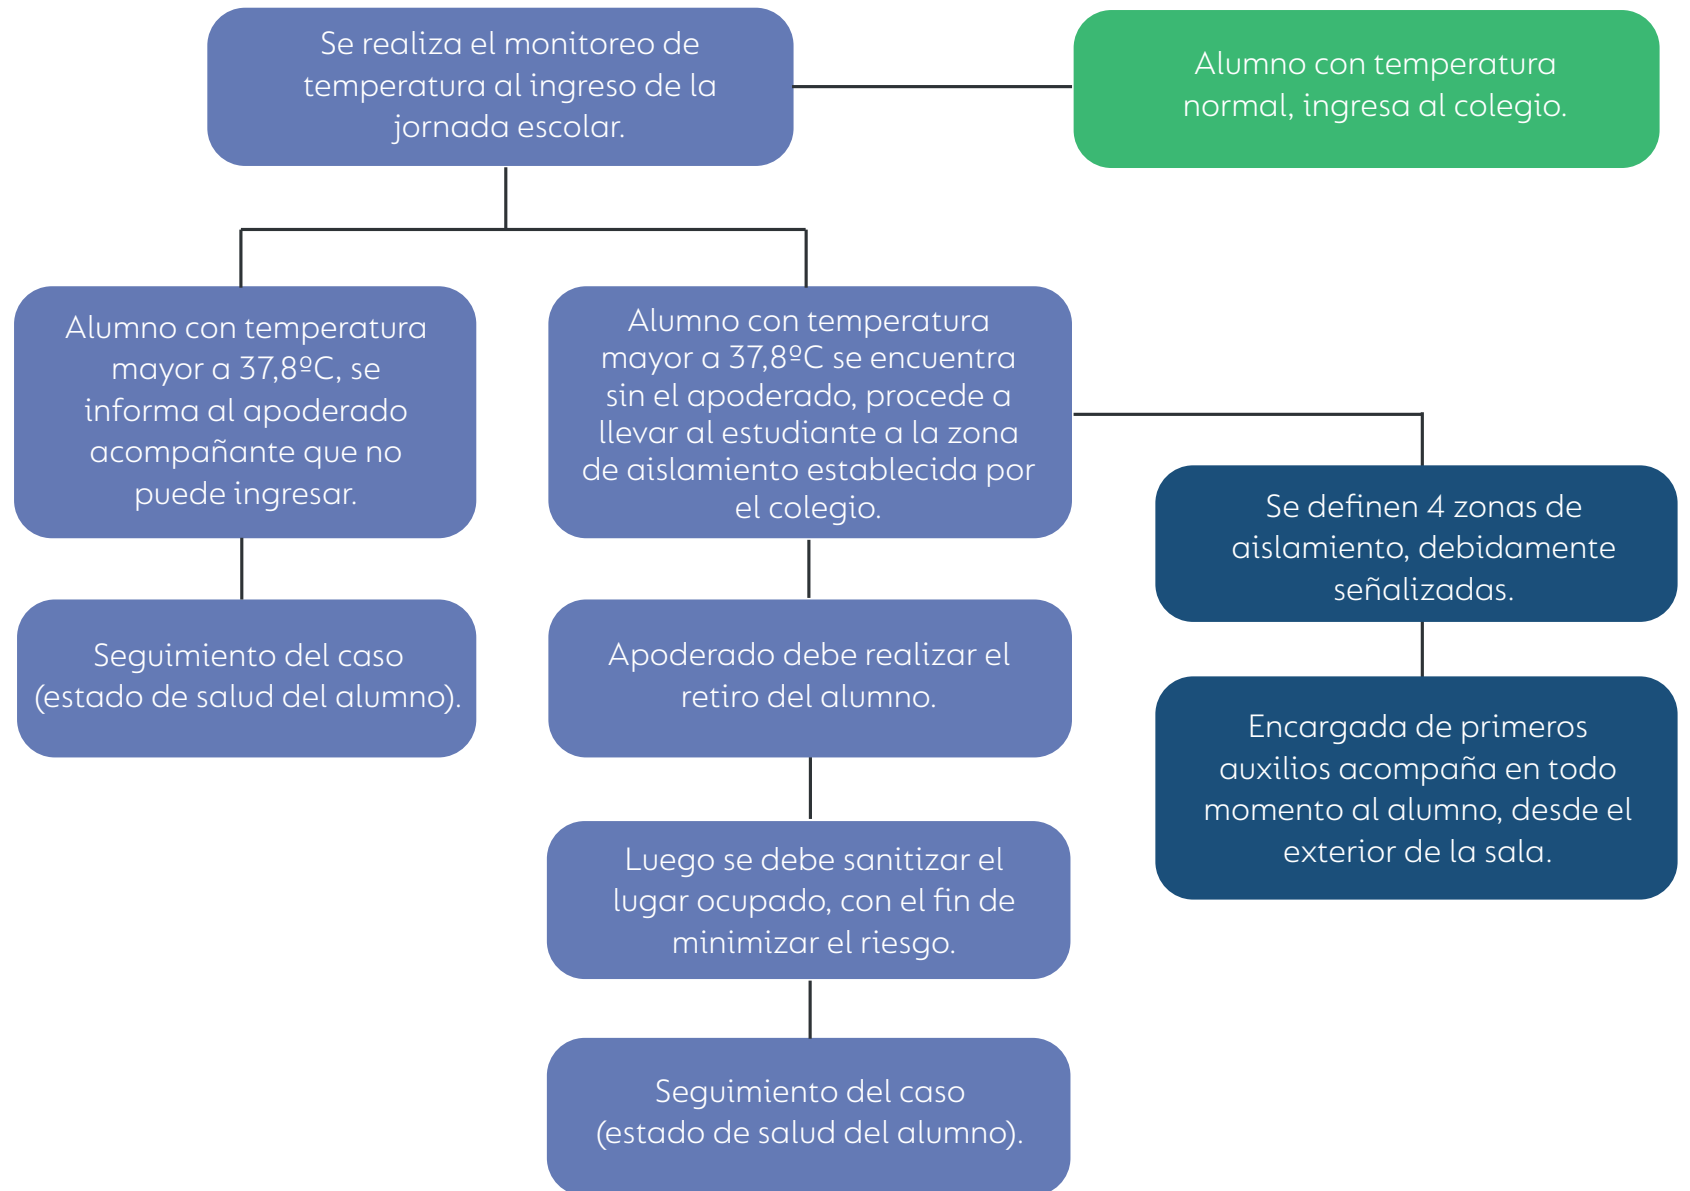 Se realiza el monitoreo de
temperatura al ingreso de la
jornada escolar.
Alumno con temperatura
normal, ingresa al colegio.
Alumno con temperatura
mayor a 37,8ºC, se
informa al apoderado
acompañante que no
puede ingresar.
Alumno con temperatura
mayor a 37,8ºC se encuentra
sin el apoderado, procede a
llevar al estudiante a la zona
de aislamiento establecida por
el colegio.
Se definen 4 zonas de
aislamiento, debidamente
señalizadas.
Seguimiento del caso
(estado de salud del alumno).
Apoderado debe realizar el
retiro del alumno.
Encargada de primeros
auxilios acompaña en todo
momento al alumno, desde el
exterior de la sala.
Luego se debe sanitizar el
lugar ocupado, con el fin de
minimizar el riesgo.
Seguimiento del caso
(estado de salud del alumno).